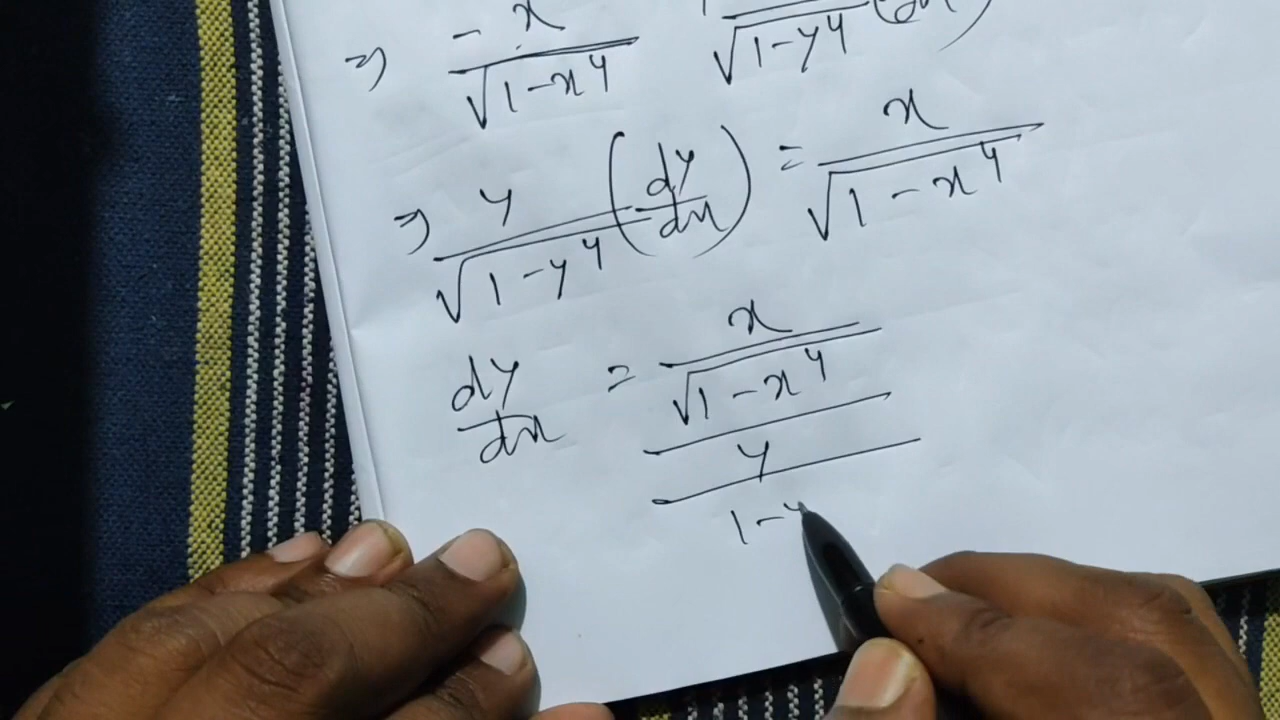 ⇒ -x/√(1-x⁴) /√(1-y⁴) (
⇒ y/√(1-y⁴) (dy/dx) = x/√(1-x⁴)
dy/dx = (x/√(1-x⁴))/(y/(1-y